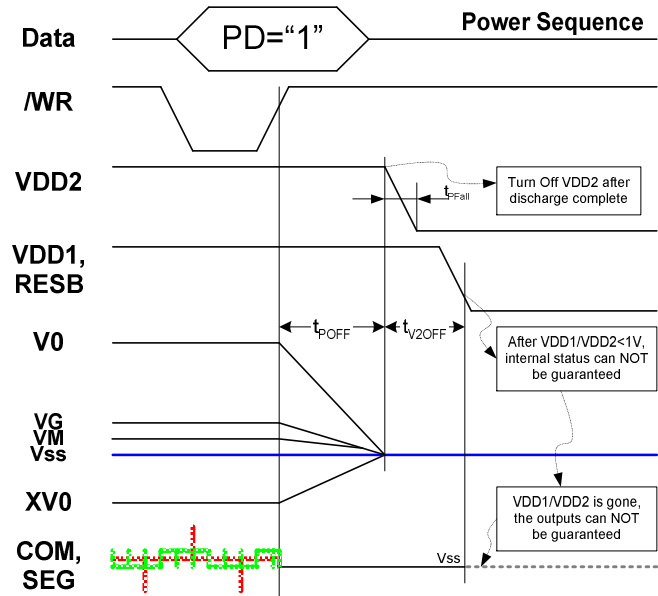 Power Sequence
Data
PD=“1”
/WR
VDD2
tPFall
Turn Off VDD2 after
discharge complete
VDD1,
RESB
tPOFF
tV2OFF
V0
After VDD1/VDD2<1V,
internal status can NOT
be guaranteed
VG
VM
Vss
XV0
VDD1/VDD2 is gone,
the outputs can NOT
be guaranteed
COM,
SEG
Vss